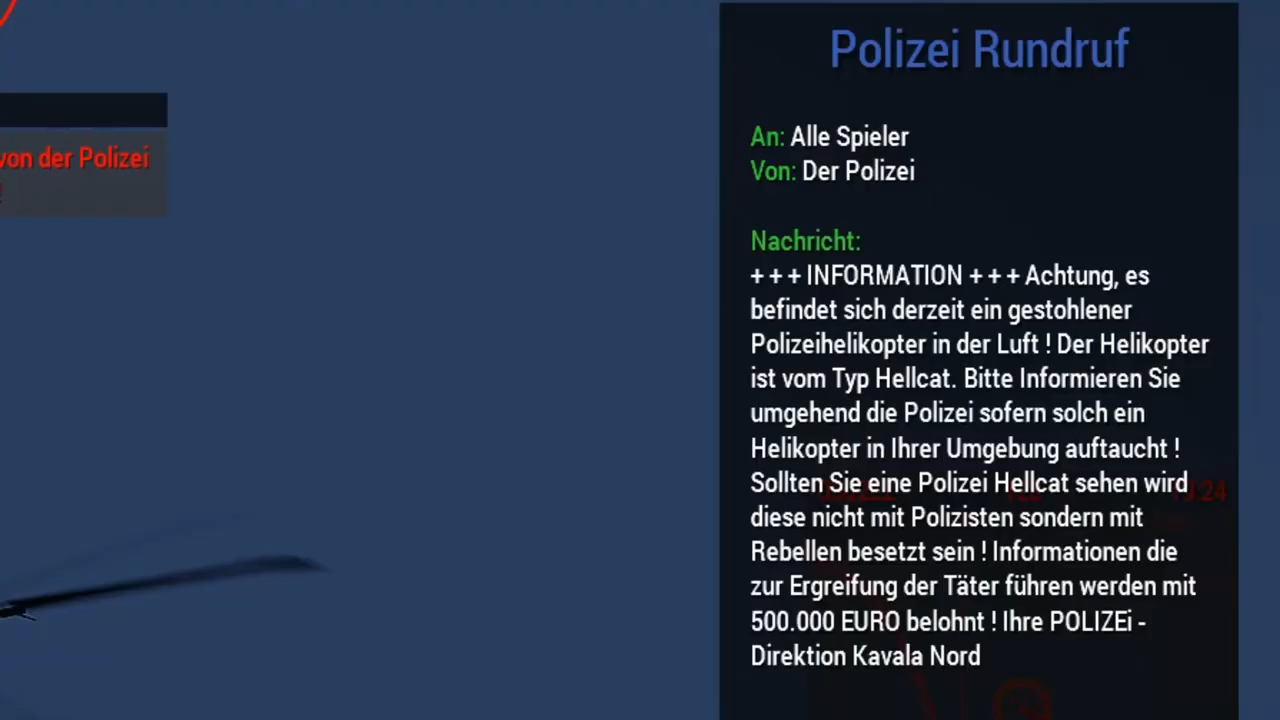 Polizei Rundruf
von der Polizei
An: Alle Spieler
Von: Der Polizei
Nachricht:
+ + + INFORMATION + + + Achtung, es
befindet sich derzeit ein gestohlener
Polizeihelikopter in der Luft ! Der Helikopter
ist vom Typ Hellcat. Bitte Informieren Sie
umgehend die Polizei sofern solch ein
Helikopter in Ihrer Umgebung auftaucht !
Sollten Sie eine Polizei Hellcat sehen wird
diese nicht mit Polizisten sondern mit
Rebellen besetzt sein ! Informationen die
zur Ergreifung der Täter führen werden mit
500.000 EURO belohnt ! Ihre POLIZEi -
Direktion Kavala Nord